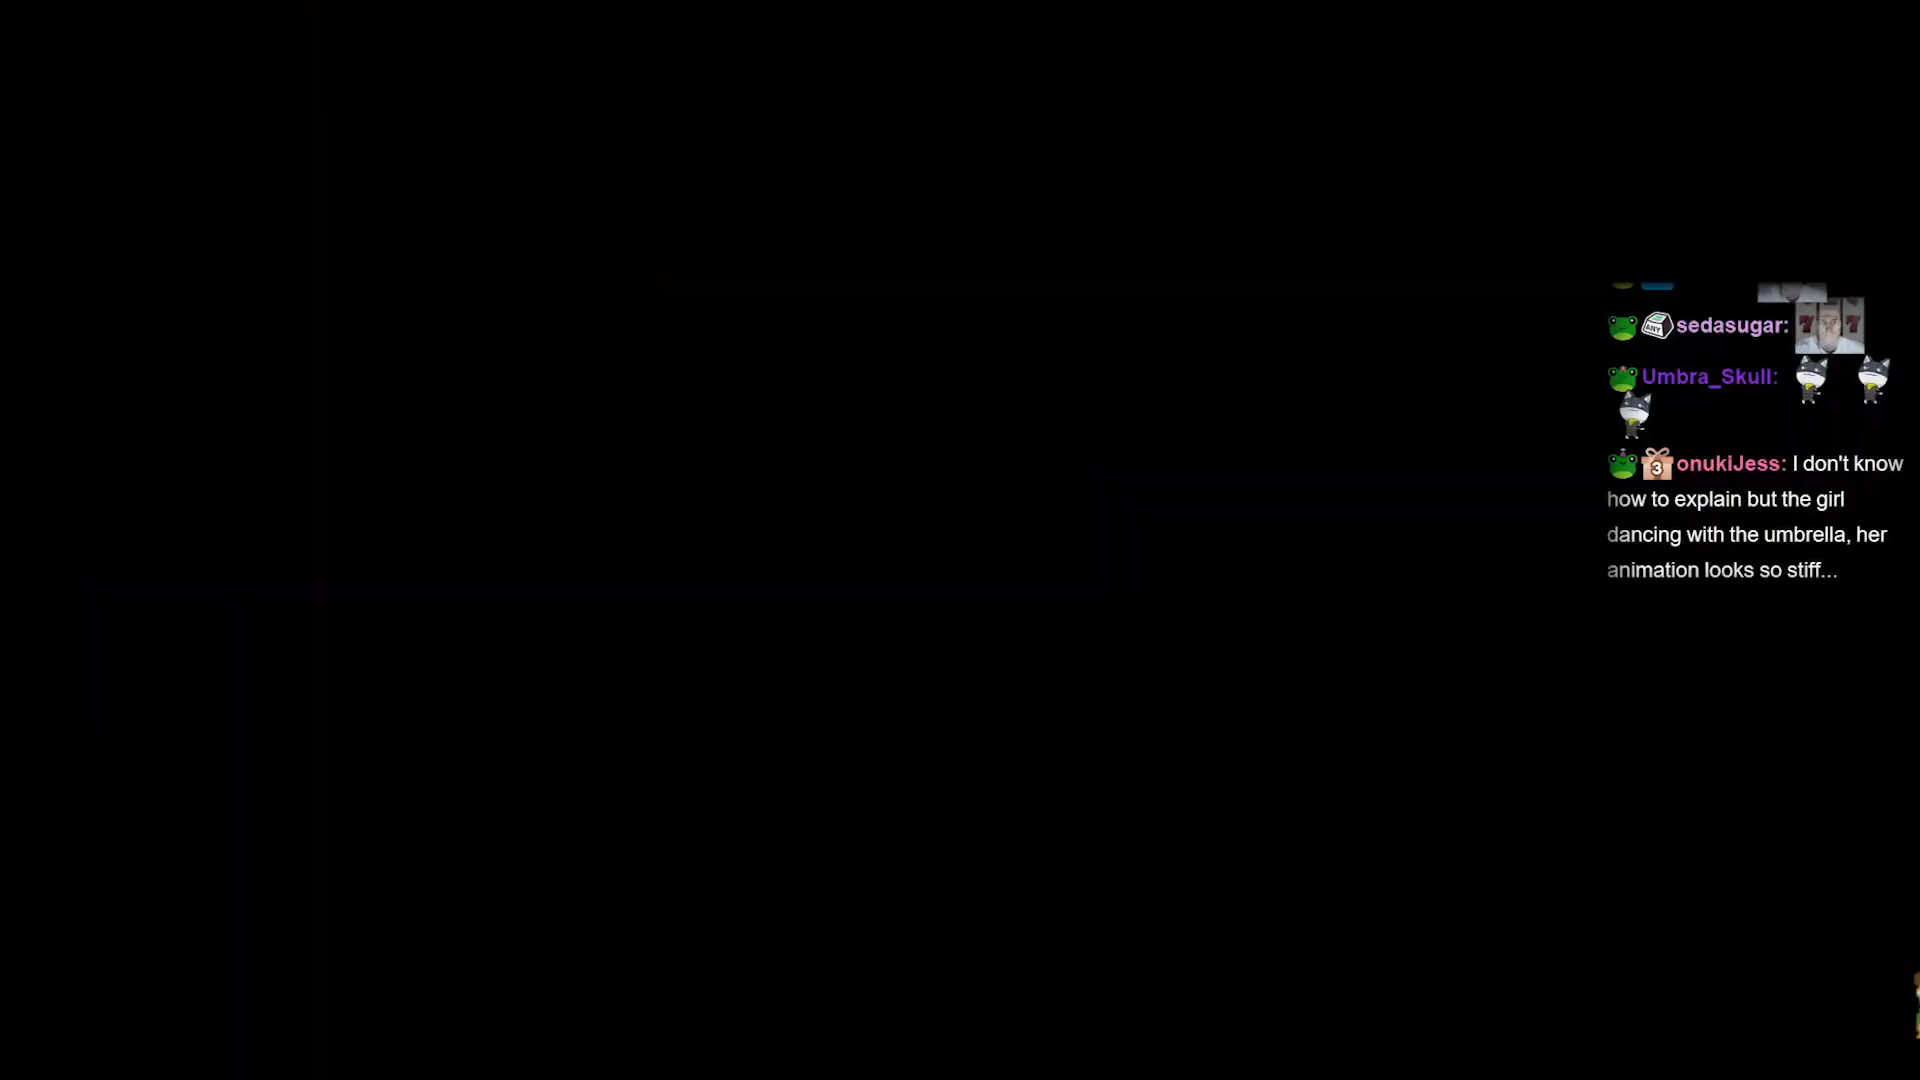 sedasugar:
Umbra_Skull:
onukiJess: I don't know
how to explain but the girl
dancing with the umbrella, her
animation looks so stiff...